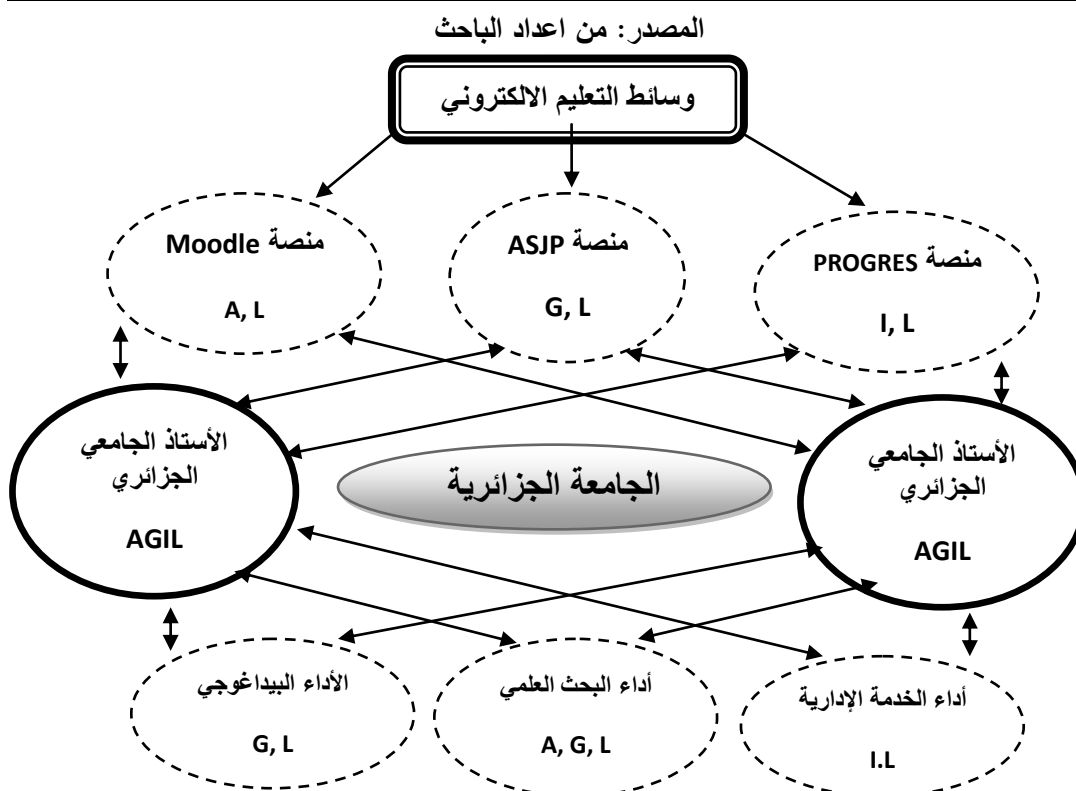 المصدر: من اعداد الباحث
وسائط التعليم الالكتروني
منصة PROGRES
I, L
منصة ASJP
G, L
منصة Moodle
A, L
الأستاذ الجامعي
الجزائري
AGIL
الجامعة الجزائرية
الأستاذ الجامعي
الجزائري
AGIL
أداء الخدمة الإدارية
I.L
أداء البحث العلمي
A, G, L
الأداء البيداغوجي
G, L